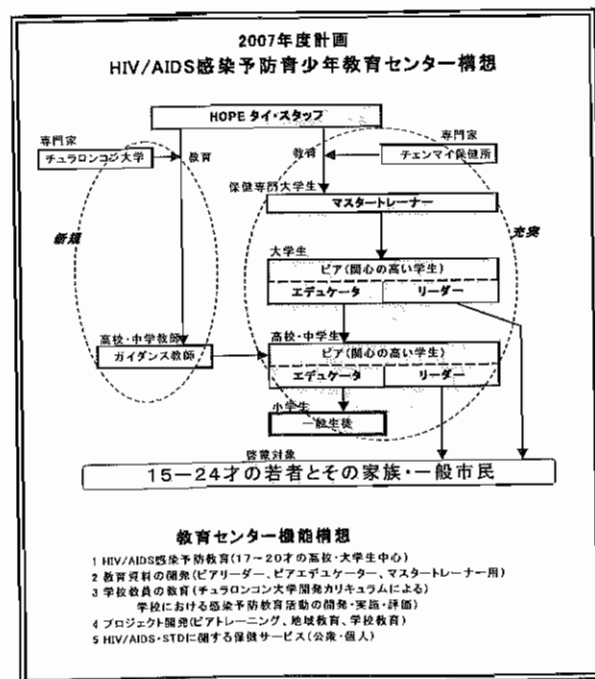 2007年度計画
HIV/AIDS感染予防青少年教育センター構想
HOPE タイ・スタッフ
専門家
チュラロンコン大学
教育
教育
専門家
チェンマイ保健所
保健専門大学生
マスタートレーナー
新規
充実
大学生
ピア(関心の高い学生)
エデュケータ
リーダー
高校・中学教師
ガイダンス教師
高校・中学生
ピア(関心の高い学生)
エデュケータ
リーダー
小学生
一般生徒
啓蒙対象
15－24才の若者とその家族・一般市民
教育センター機能構想
1 HIV/AIDS感染予防教育(17～20才の高校・大学生中心)
2 教育資料の開発(ピアリーダー、ピアエデュケーター、マスタートレーナー用)
3 学校教員の教育(チュラロンコン大学開発カリキュラムによる)
学校における感染予防教育活動の開発・実施・評価)
4 プロジェクト開発(ピアトレーニング、地域教育、学校教育)
5 HIV/AIDS・STDに関する保健サービス(公衆・個人)